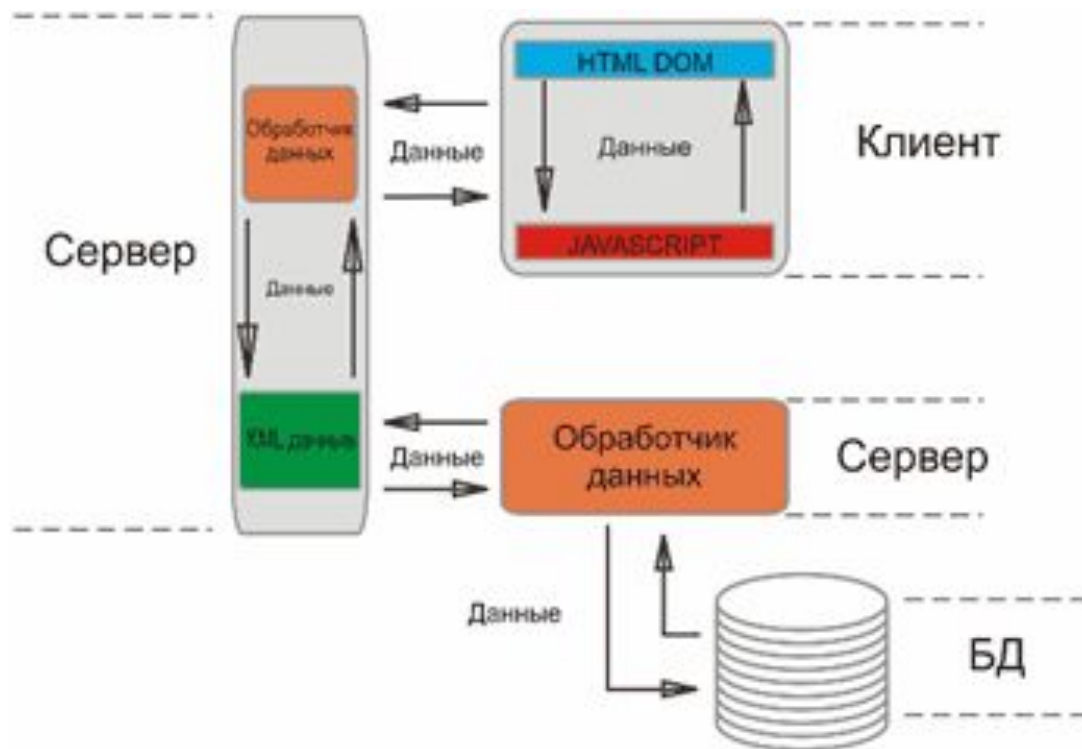 HTML DOM
Обработчик
данных
Данные
Данные
Клиент
JAVASCRIPT
Сервер
Данные
XML данные
Данные
Обработчик
данных
Сервер
Данные
БД